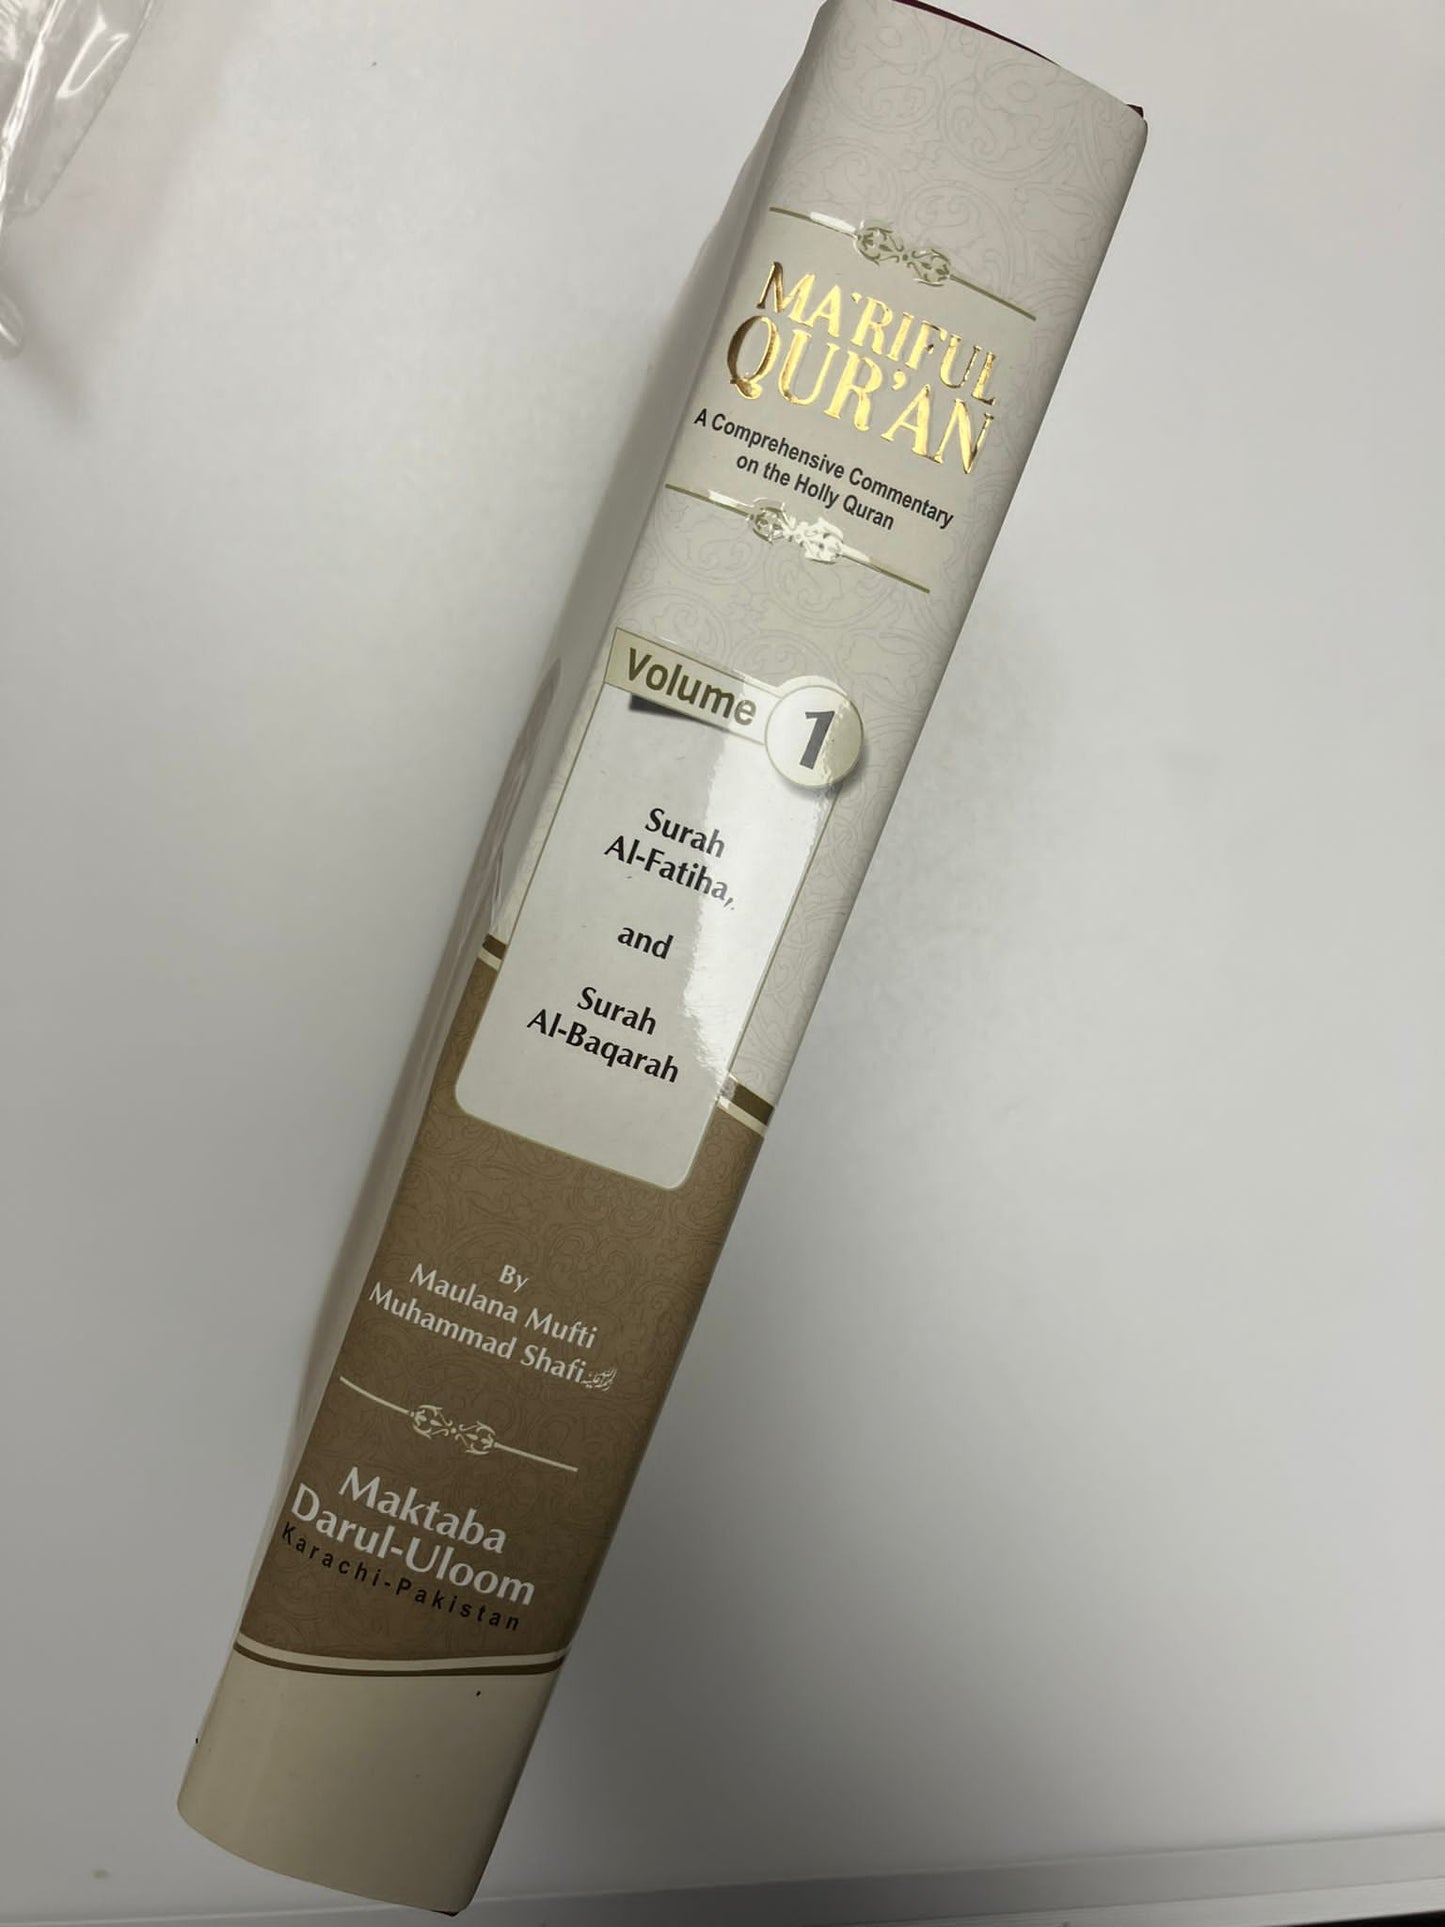 MA'RIFUL
QUR'AN
A Comprehensive Commentary
on the Holly Quran
Volume 1
Surah
Al-Fatiha,
and
Surah
Al-Baqarah
By
Maulana Mufti
Muhammad Shafi
Maktaba
Darul-Uloom
Karachi-Pakistan